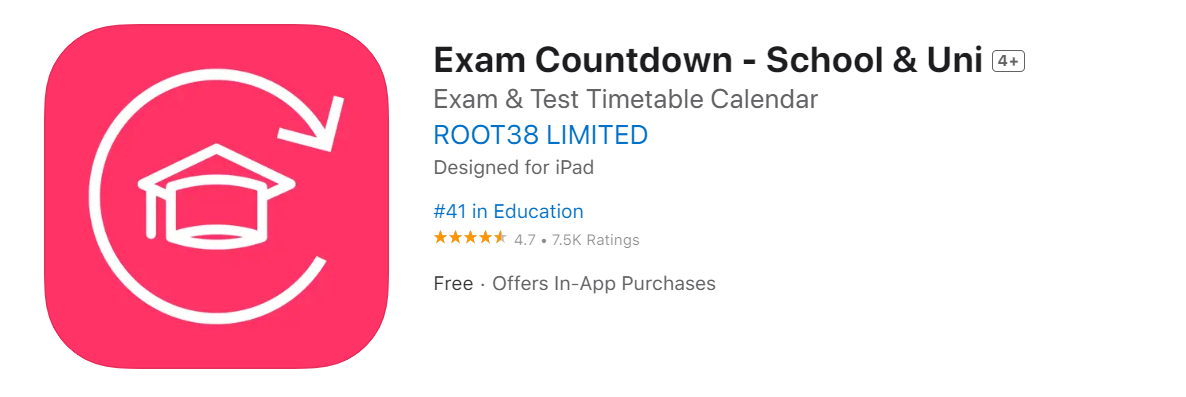 Exam Countdown - School & Uni 4+
Exam & Test Timetable Calendar
ROOT38 LIMITED
Designed for iPad
#41 in Education
4.7 • 7.5K Ratings
Free · Offers In-App Purchases